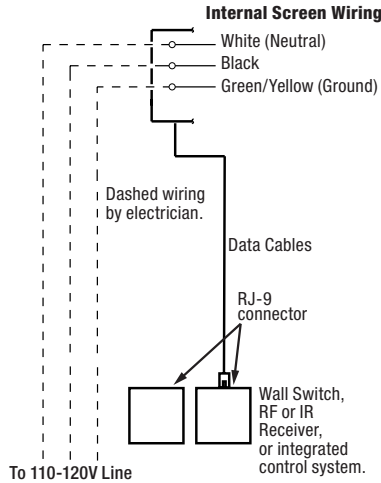 Internal Screen Wiring
White (Neutral)
Black
Green/Yellow (Ground)
Dashed wiring
by electrician.
Data Cables
RJ-9
connector
Wall Switch,
RF or IR
Receiver,
or integrated
control system.
To 110-120V Line